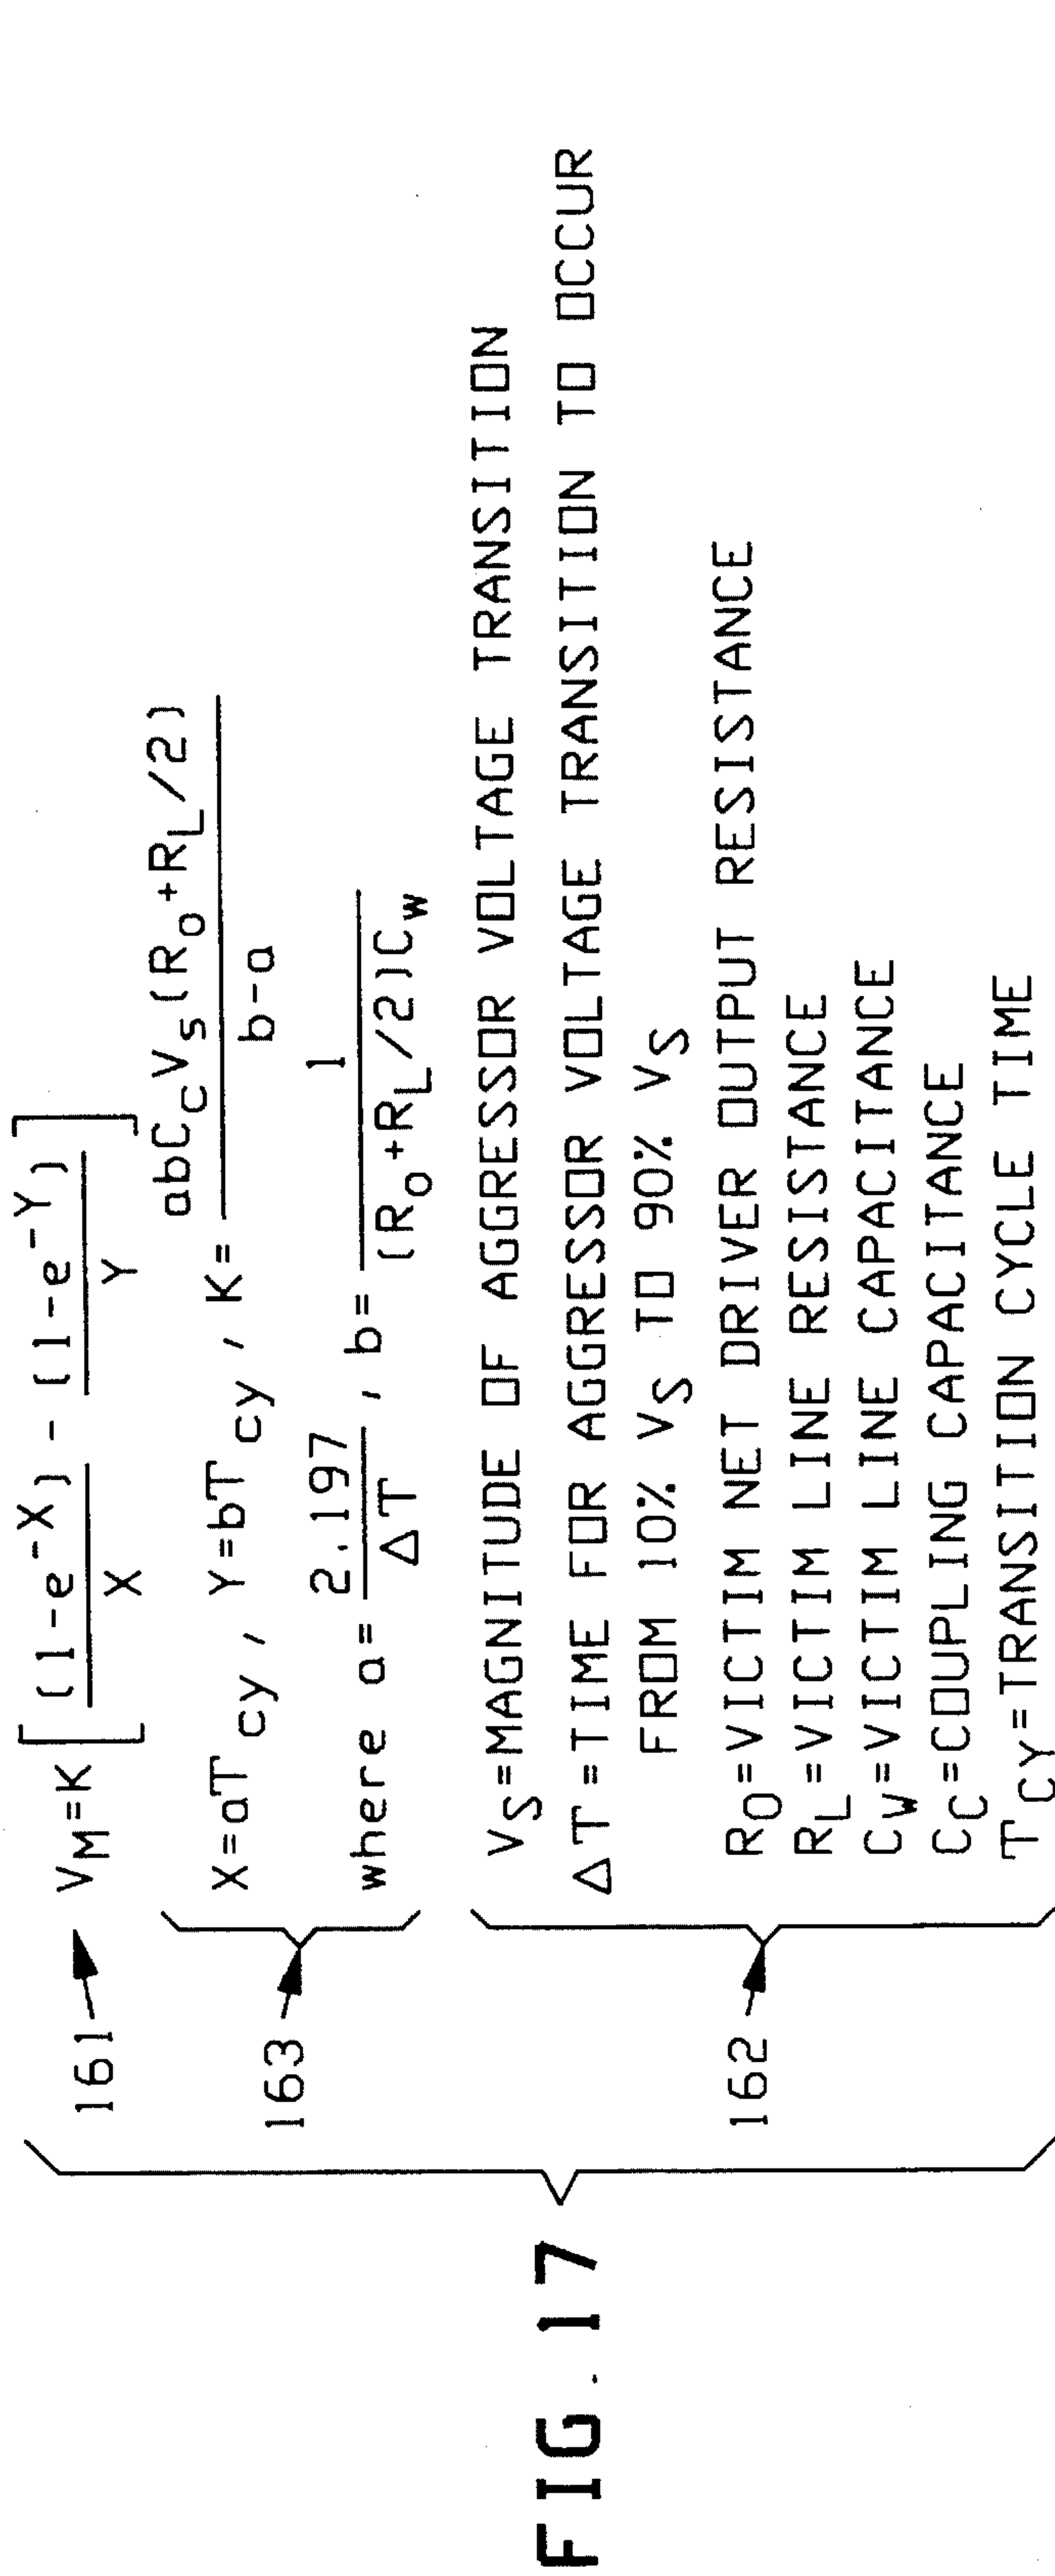 161 V_M=K [ (1-e^-X)/X - (1-e^-Y)/Y ]
163 X=aT_cy, Y=bT_cy, K= abC_cV_s(R_o+R_L/2)/b-a
where a= 2.197/ΔT, b= 1/(R_o+R_L/2)C_w
V_S=MAGNITUDE OF AGGRESSOR VOLTAGE TRANSITION
ΔT=TIME FOR AGGRESSOR VOLTAGE TRANSITION TO OCCUR
FROM 10% V_S TO 90% V_S
162 R_O=VICTIM NET DRIVER OUTPUT RESISTANCE
R_L=VICTIM LINE RESISTANCE
C_W=VICTIM LINE CAPACITANCE
C_C=COUPLING CAPACITANCE
T_CY=TRANSITION CYCLE TIME
FIG. 17